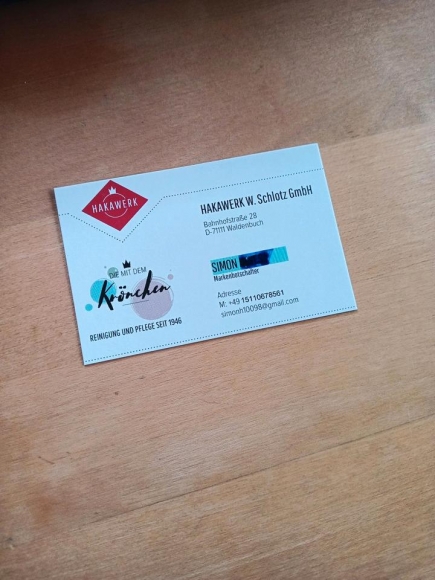 HAKAWERK
DIE MIT DEM
Krönchen
REINIGUNG UND PFLEGE SEIT 1946
HAKAWERK W. Schlotz GmbH
Bahnhofstraße 28
D-71111 Waldenbuch
SIMON
Markenbotschafter
Adresse
M: +49 15110678561
simonh10098@gmail.com